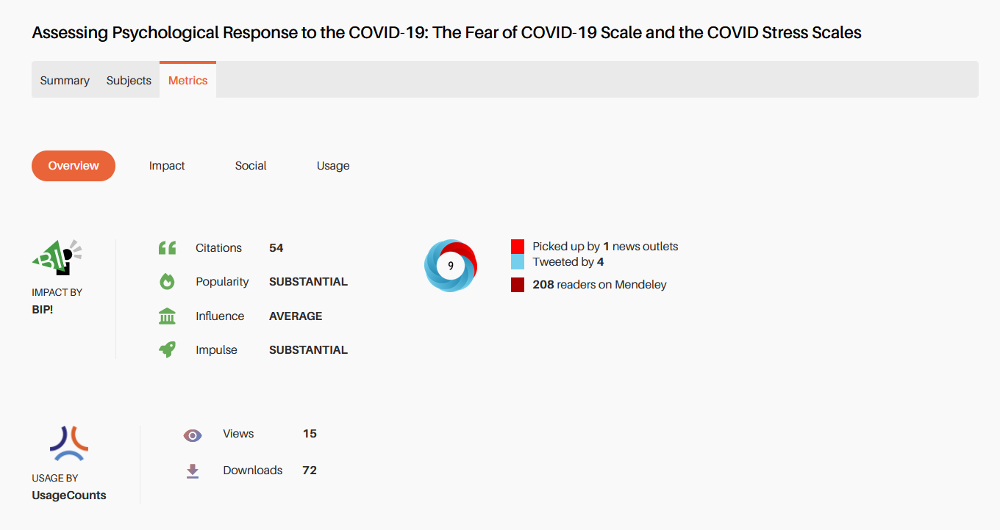 Assessing Psychological Response to the COVID-19: The Fear of COVID-19 Scale and the COVID Stress Scales
Summary Subjects Metrics
Overview Impact Social Usage
BIP
IMPACT BY
BIP!
Citations 54
Popularity SUBSTANTIAL
Influence AVERAGE
Impulse SUBSTANTIAL
9
Picked up by 1 news outlets
Tweeted by 4
208 readers on Mendeley
USAGE BY
UsageCounts
Views 15
Downloads 72